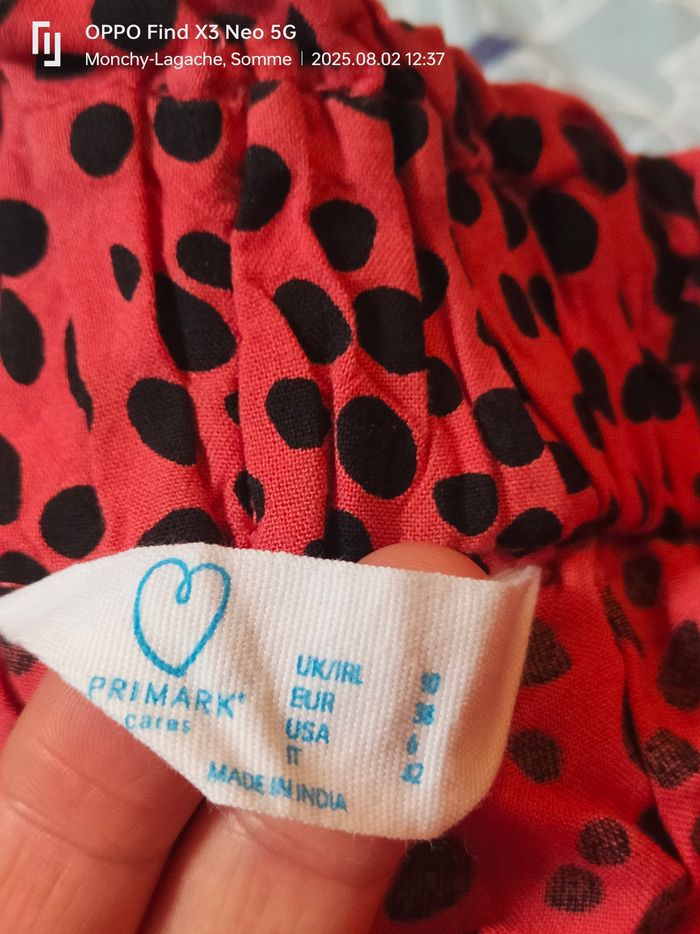 OPPO Find X3 Neo 5G
Monchy-Lagache, Somme | 2025.08.02 12:37
PRIMARK®
cares
UK/IRL 10
EUR 38
USA 6
IT 42
MADE IN INDIA